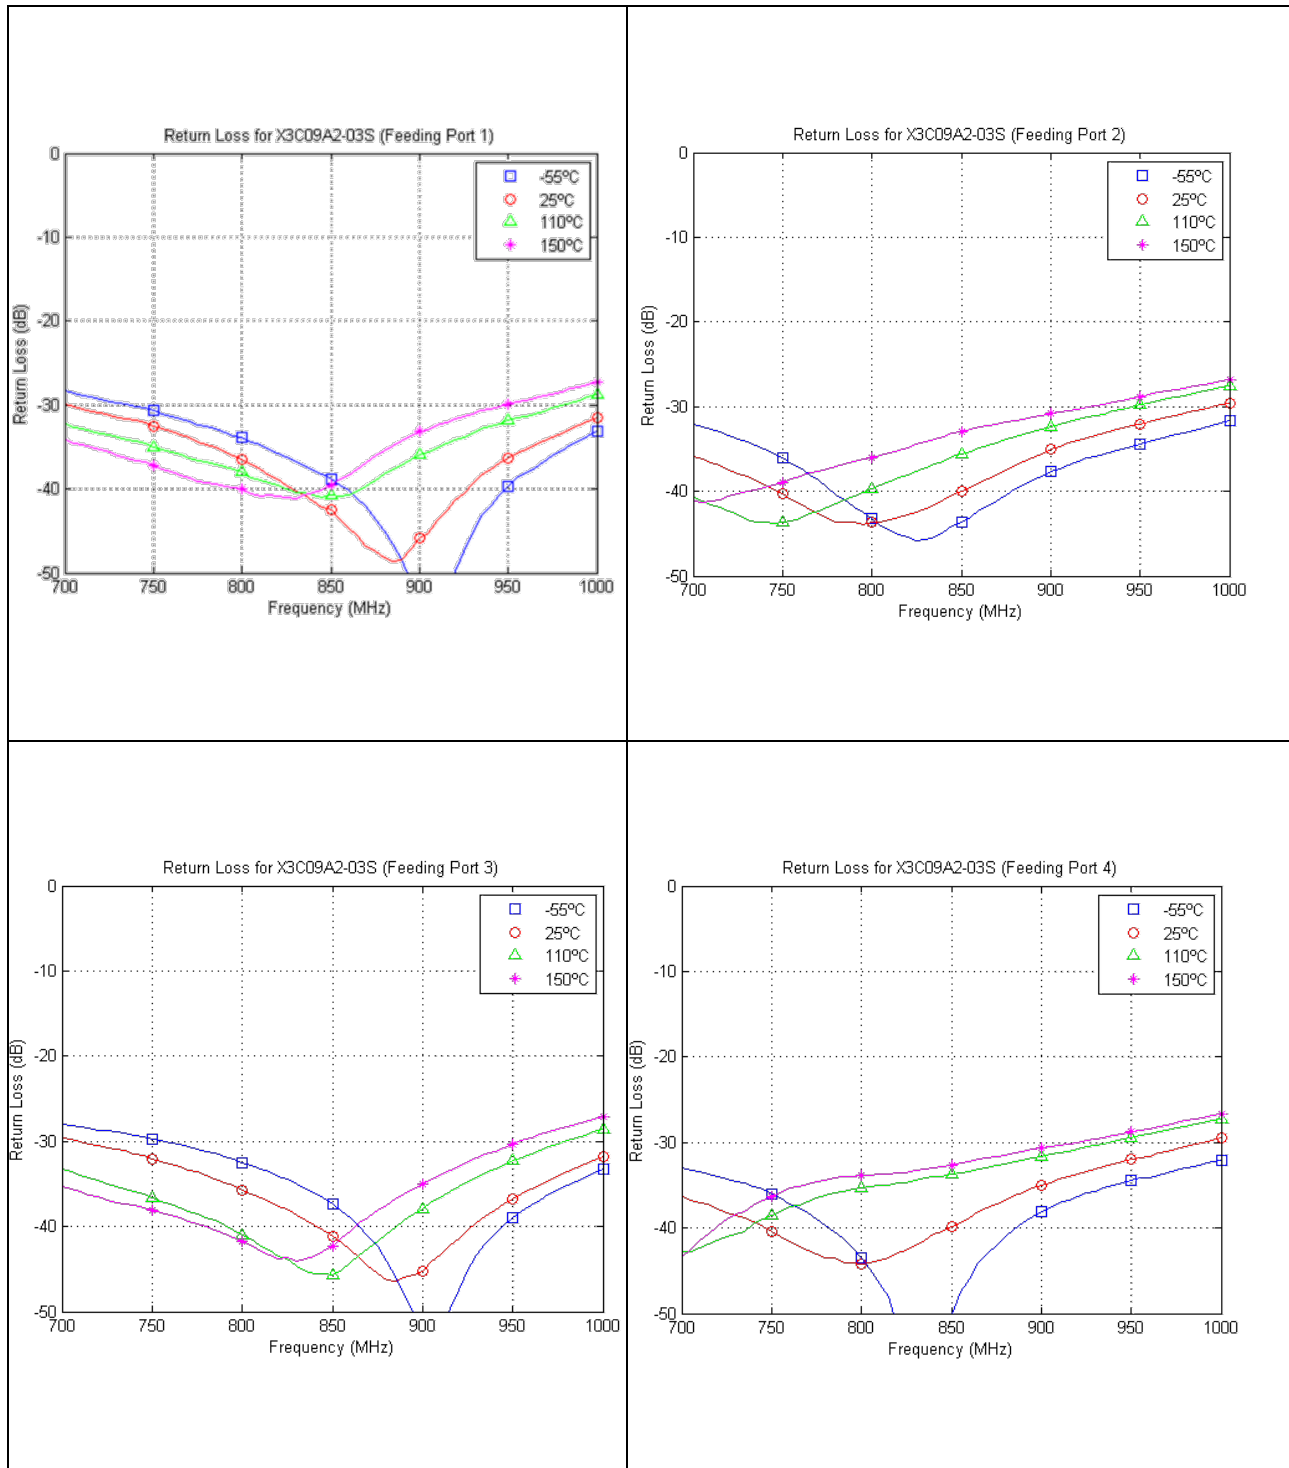 Return Loss for X3C09A2-03S (Feeding Port 1)
0
-10
-20
-30
-40
-50
Return Loss (dB)
-55ºC
25ºC
110ºC
150ºC
700 750 800 850 900 950 1000
Frequency (MHz)
Return Loss for X3C09A2-03S (Feeding Port 2)
0
-10
-20
-30
-40
-50
Return Loss (dB)
-55ºC
25ºC
110ºC
150ºC
700 750 800 850 900 950 1000
Frequency (MHz)
Return Loss for X3C09A2-03S (Feeding Port 3)
0
-10
-20
-30
-40
-50
Return Loss (dB)
-55ºC
25ºC
110ºC
150ºC
700 750 800 850 900 950 1000
Frequency (MHz)
Return Loss for X3C09A2-03S (Feeding Port 4)
0
-10
-20
-30
-40
-50
Return Loss (dB)
-55ºC
25ºC
110ºC
150ºC
700 750 800 850 900 950 1000
Frequency (MHz)